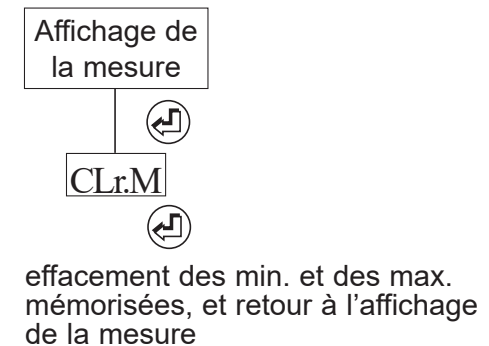 Affichage de
la mesure
CLr.M
effacement des min. et des max.
mémorisées, et retour à l'affichage
de la mesure